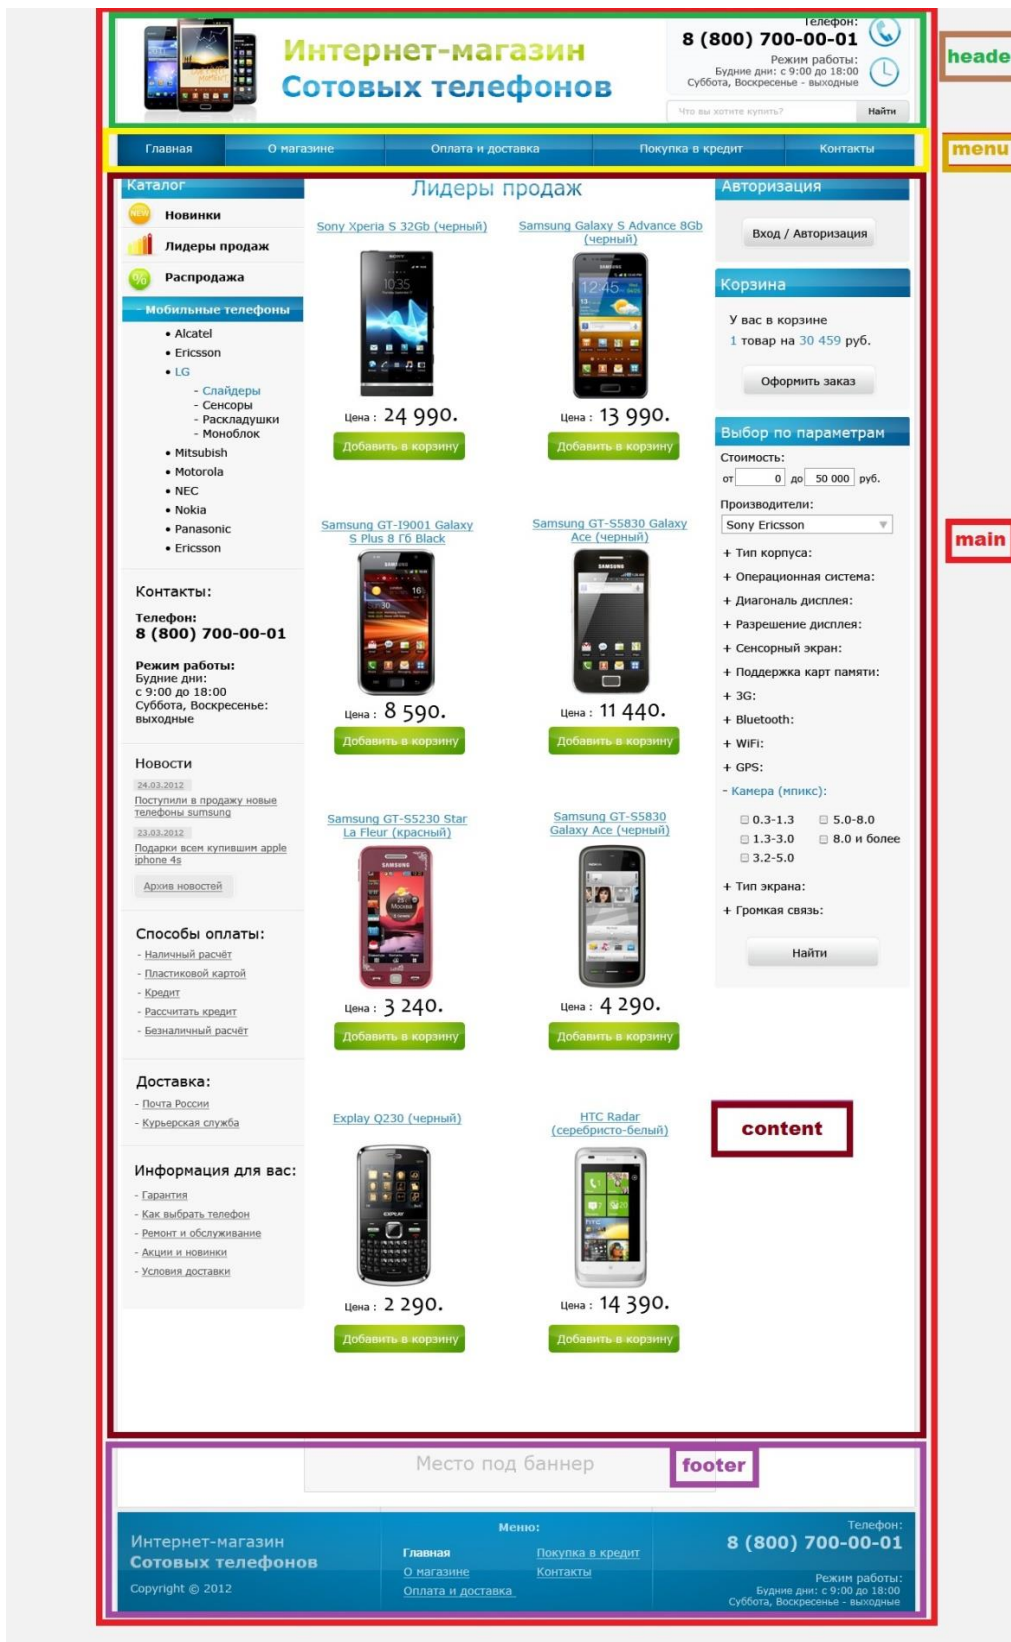 Интернет-магазин
Сотовых телефонов
Телефон:
8 (800) 700-00-01
Режим работы:
Будние дни: с 9:00 до 18:00
Суббота, Воскресенье - выходные
Что вы хотите купить?
Найти
heade
Главная
О магазине
Оплата и доставка
Покупка в кредит
Контакты
menu
Каталог
NEW Новинки
Лидеры продаж
% Распродажа
- Мобильные телефоны
• Alcatel
• Ericsson
• LG
- Слайдеры
- Сенсоры
- Раскладушки
- Моноблок
• Mitsubish
• Motorola
• NEC
• Nokia
• Panasonic
• Ericsson
Контакты:
Телефон:
8 (800) 700-00-01
Режим работы:
Будние дни:
с 9:00 до 18:00
Суббота, Воскресенье:
выходные
Новости
24.03.2012
Поступили в продажу новые
телефоны sumsung
23.03.2012
Подарки всем купившим apple
iphone 4s
Архив новостей
Способы оплаты:
- Наличный расчёт
- Пластиковой картой
- Кредит
- Рассчитать кредит
- Безналичный расчёт
Доставка:
- Почта России
- Курьерская служба
Информация для вас:
- Гарантия
- Как выбрать телефон
- Ремонт и обслуживание
- Акции и новинки
- Условия доставки
Лидеры продаж
Sony Xperia S 32Gb (черный)
Цена : 24 990.
Добавить в корзину
Samsung Galaxy S Advance 8Gb
(черный)
Цена : 13 990.
Добавить в корзину
Samsung GT-I9001 Galaxy
S Plus 8 Гб Black
Цена : 8 590.
Добавить в корзину
Samsung GT-S5830 Galaxy
Ace (черный)
Цена : 11 440.
Добавить в корзину
Samsung GT-S5230 Star
La Fleur (красный)
Цена : 3 240.
Добавить в корзину
Samsung GT-S5830
Galaxy Ace (черный)
Цена : 4 290.
Добавить в корзину
Explay Q230 (черный)
Цена : 2 290.
Добавить в корзину
HTC Radar
(серебристо-белый)
Цена : 14 390.
Добавить в корзину
Авторизация
Вход / Авторизация
Корзина
У вас в корзине
1 товар на 30 459 руб.
Оформить заказ
Выбор по параметрам
Стоимость:
от 0 до 50 000 руб.
Производители:
Sony Ericsson
+ Тип корпуса:
+ Операционная система:
+ Диагональ дисплея:
+ Разрешение дисплея:
+ Сенсорный экран:
+ Поддержка карт памяти:
+ 3G:
+ Bluetooth:
+ WiFi:
+ GPS:
- Камера (мпикс):
0.3-1.3 5.0-8.0
1.3-3.0 8.0 и более
3.2-5.0
+ Тип экрана:
+ Громкая связь:
Найти
main
content
Место под баннер
footer
Интернет-магазин
Сотовых телефонов
Copyright © 2012
Меню:
Главная
О магазине
Оплата и доставка
Покупка в кредит
Контакты
Телефон:
8 (800) 700-00-01
Режим работы:
Будние дни: с 9:00 до 18:00
Суббота, Воскресенье - выходные